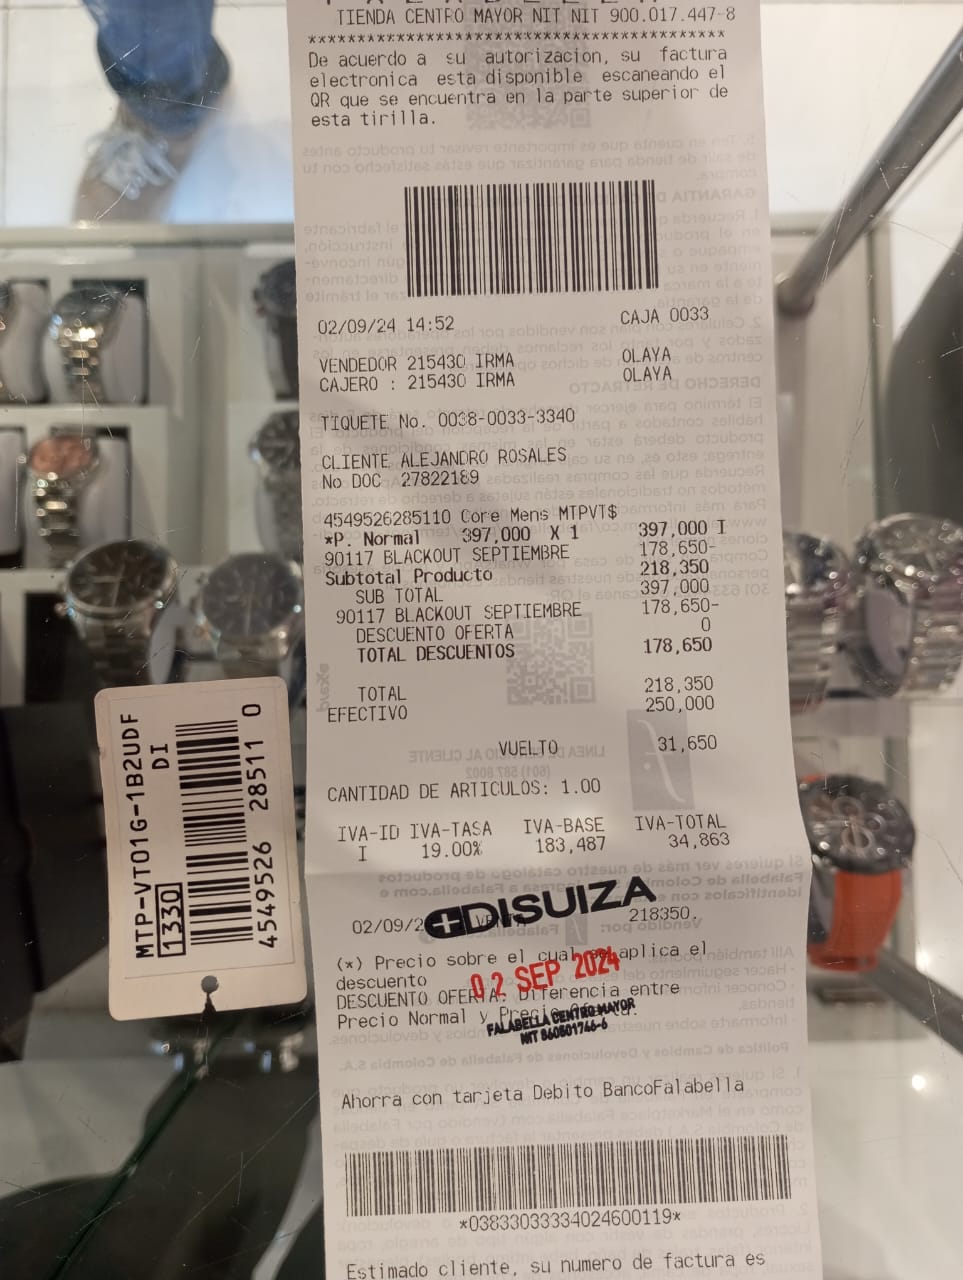 TIENDA CENTRO MAYOR NIT NIT 900.017.447-8
******************************************
De acuerdo a su autorizacion, su factura
electronica esta disponible escaneando el
QR que se encuentra en la parte superior de
esta tirilla.
02/09/24 14:52 CAJA 0033
VENDEDOR 215430 IRMA OLAYA
CAJERO : 215430 IRMA OLAYA
TIQUETE No. 0038-0033-3340
CLIENTE ALEJANDRO ROSALES
No DOC 27822189
4549526285110 Core Mens MTPVT$
*P. Normal 397,000 X 1 397,000 I
90117 BLACKOUT SEPTIEMBRE 178,650-
Subtotal Producto 218,350
SUB TOTAL 397,000
90117 BLACKOUT SEPTIEMBRE 178,650-
DESCUENTO OFERTA 0
TOTAL DESCUENTOS 178,650
TOTAL 218,350
EFECTIVO 250,000
VUELTO 31,650
CANTIDAD DE ARTICULOS: 1.00
IVA-ID IVA-TASA IVA-BASE IVA-TOTAL
I 19.00% 183,487 34,863
DISUIZA
02/09/2 VENTA 218350.
(*) Precio sobre el cual se aplica el
descuento
02 SEP 2024
DESCUENTO OFERTA: Diferencia entre
Precio Normal y Precio
FALABELLA CENTRO MAYOR
NIT 860501746-6
Ahorra con tarjeta Debito BancoFalabella
*03833033334024600119*
Estimado cliente, su numero de factura es
MTP-VT01G-1B2UDF
DI
1330
4549526 28511 0